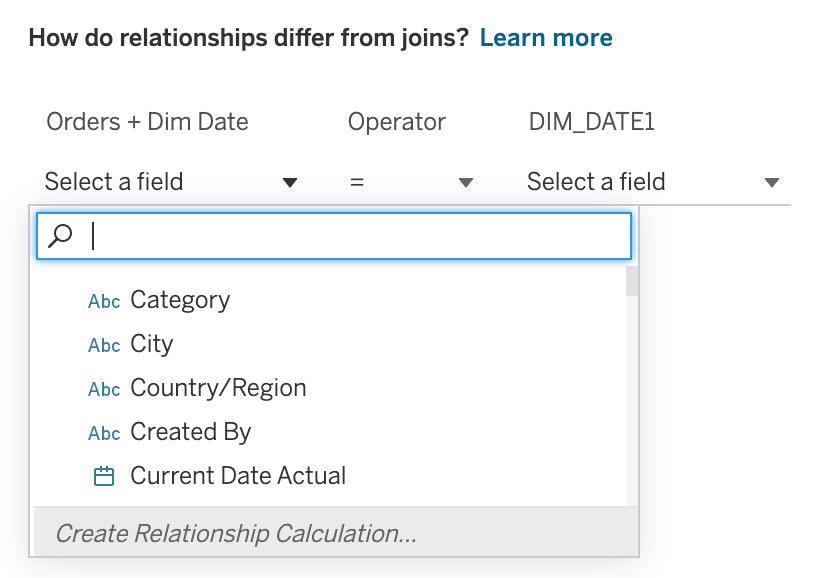 How do relationships differ from joins? Learn more
Orders + Dim Date Operator DIM_DATE1
Select a field = Select a field
Abc Category
Abc City
Abc Country/Region
Abc Created By
Current Date Actual
Create Relationship Calculation...